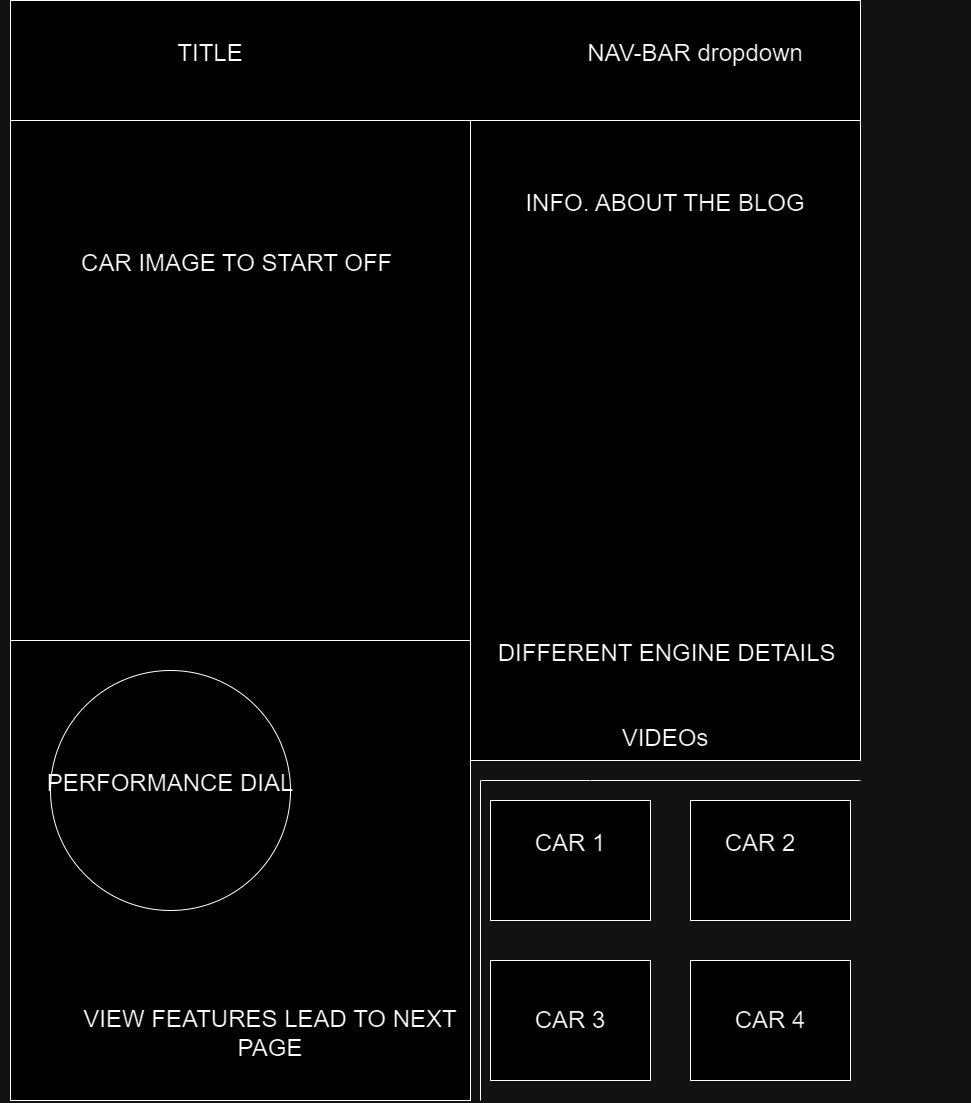 TITLE
NAV-BAR dropdown
CAR IMAGE TO START OFF
INFO. ABOUT THE BLOG
DIFFERENT ENGINE DETAILS
VIDEOs
PERFORMANCE DIAL
VIEW FEATURES LEAD TO NEXT
PAGE
CAR 1
CAR 2
CAR 3
CAR 4